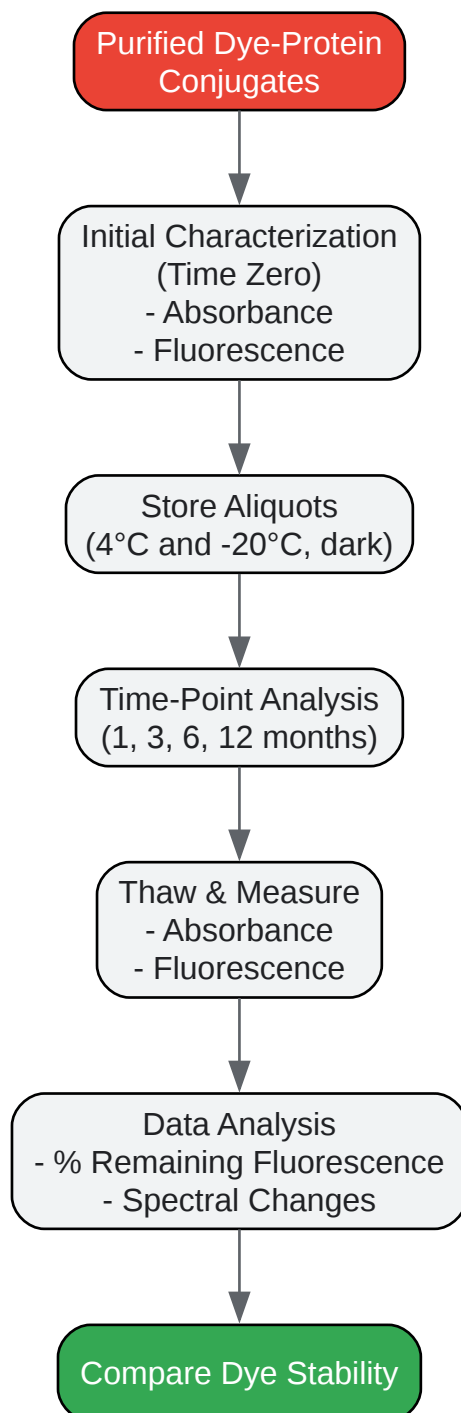 Purified Dye-Protein
Conjugates
Initial Characterization
(Time Zero)
- Absorbance
- Fluorescence
Store Aliquots
(4°C and -20°C, dark)
Time-Point Analysis
(1, 3, 6, 12 months)
Thaw & Measure
- Absorbance
- Fluorescence
Data Analysis
- % Remaining Fluorescence
- Spectral Changes
Compare Dye Stability